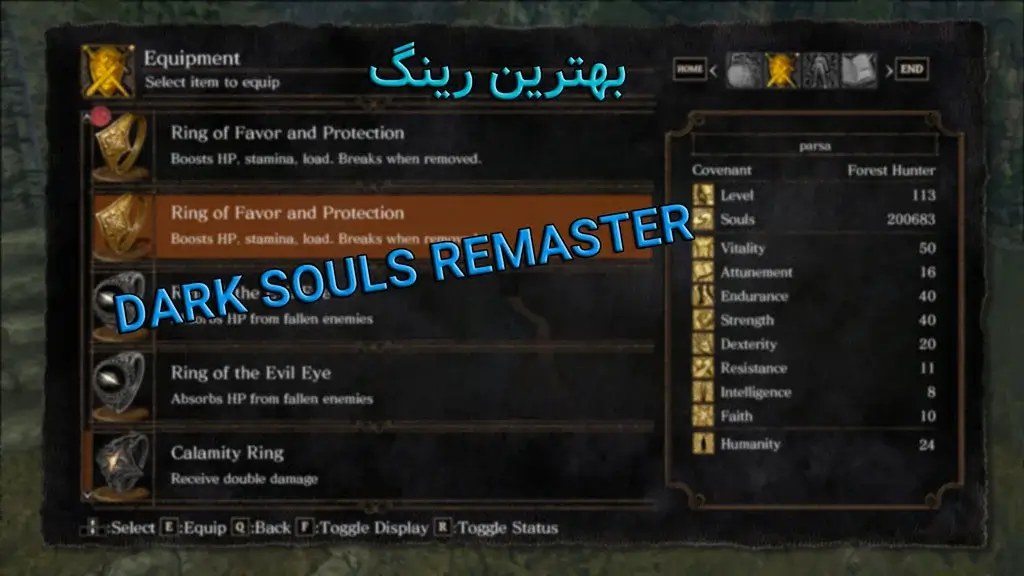 Equipment
Select item to equip
بهترین رینگ
HOME
END
Ring of Favor and Protection
Boosts HP, stamina, load. Breaks when removed.
Ring of Favor and Protection
Boosts HP, stamina, load. Breaks when
DARK SOULS REMASTER
HP from fallen enemies
Ring of the Evil Eye
Absorbs HP from fallen enemies
Calamity Ring
Receive double damage
:Select E:Equip Q:Back F:Toggle Display R:Toggle Status
parsa
Covenant Forest Hunter
Level 113
Souls 200683
Vitality 50
Attunement 16
Endurance 40
Strength 40
Dexterity 20
Resistance 11
Intelligence 8
Faith 10
Humanity 24